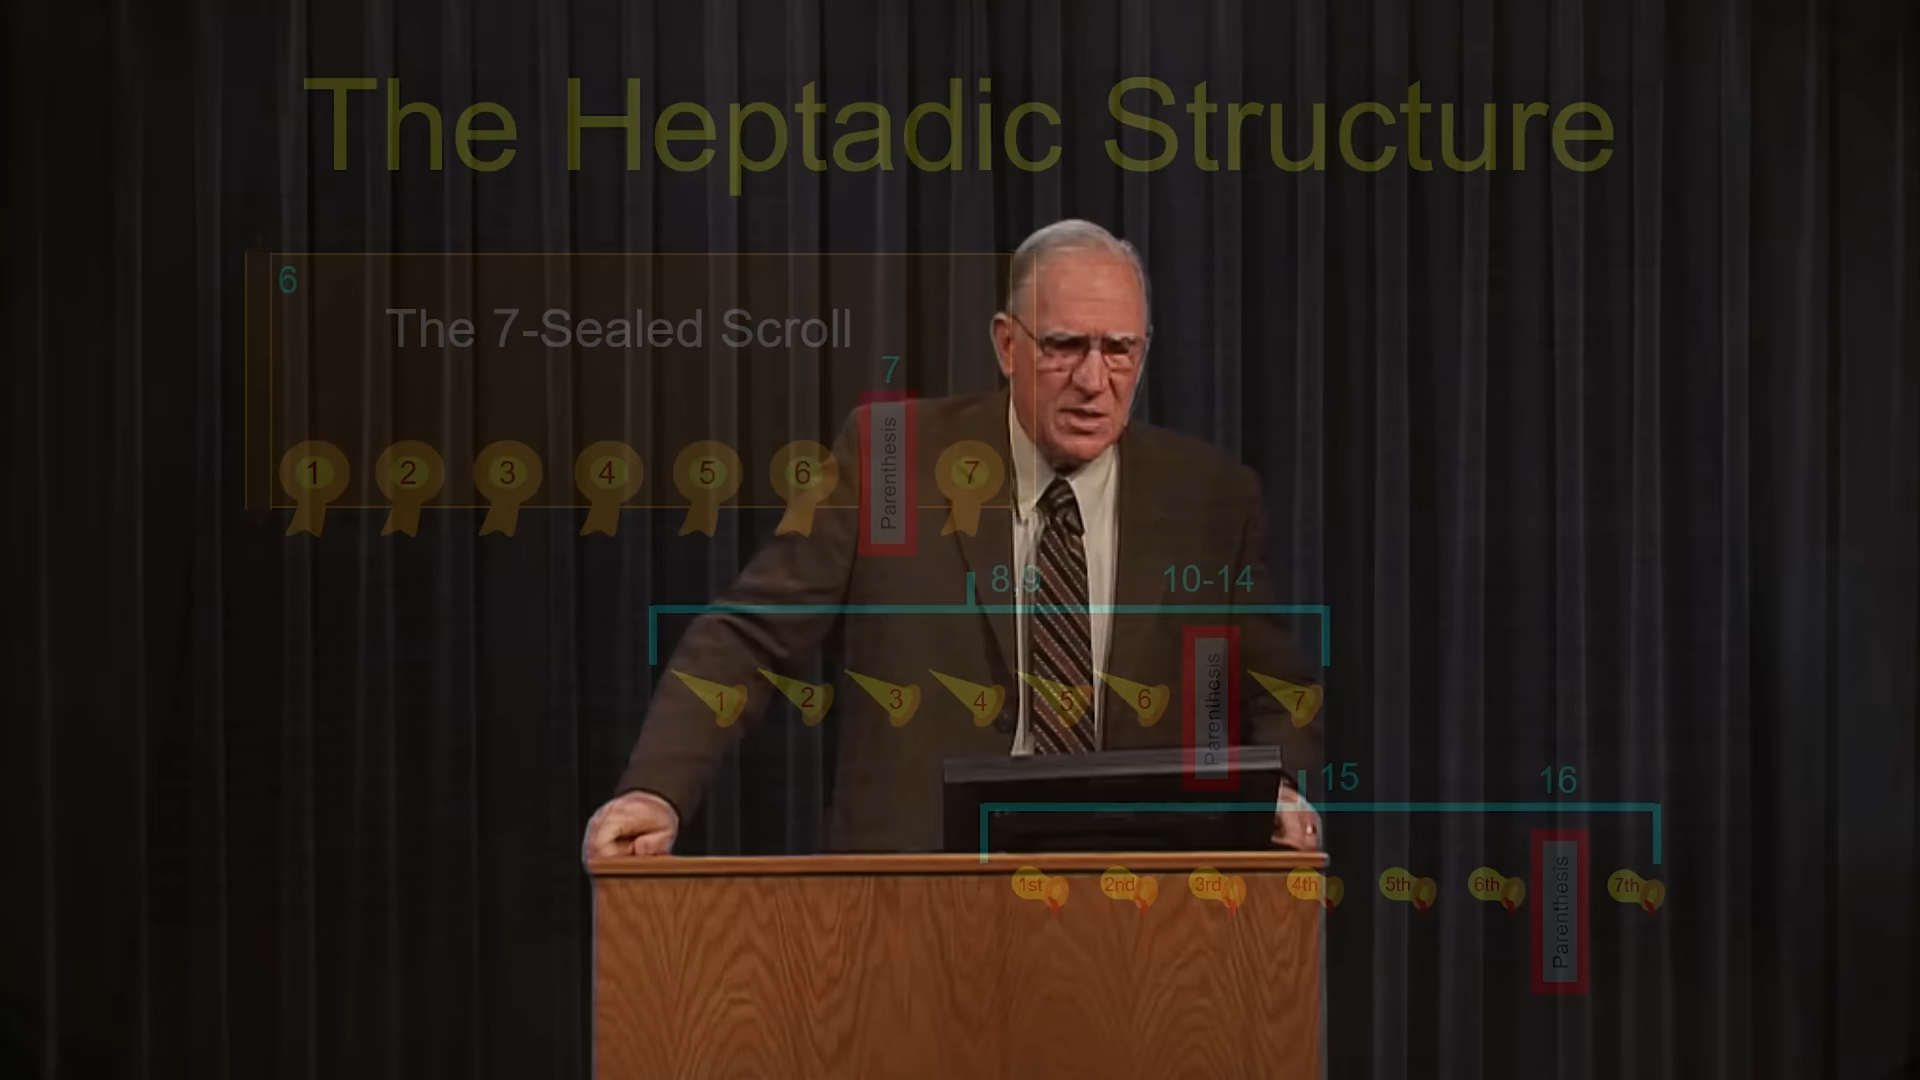 The Heptadic Structure
6
The 7-Sealed Scroll
7
1 2 3 4 5 6 Parenthesis 7
8,9 10-14
1 2 3 4 5 6 Parenthesis 7
15 16
1st 2nd 3rd 4th 5th 6th Parenthesis 7th